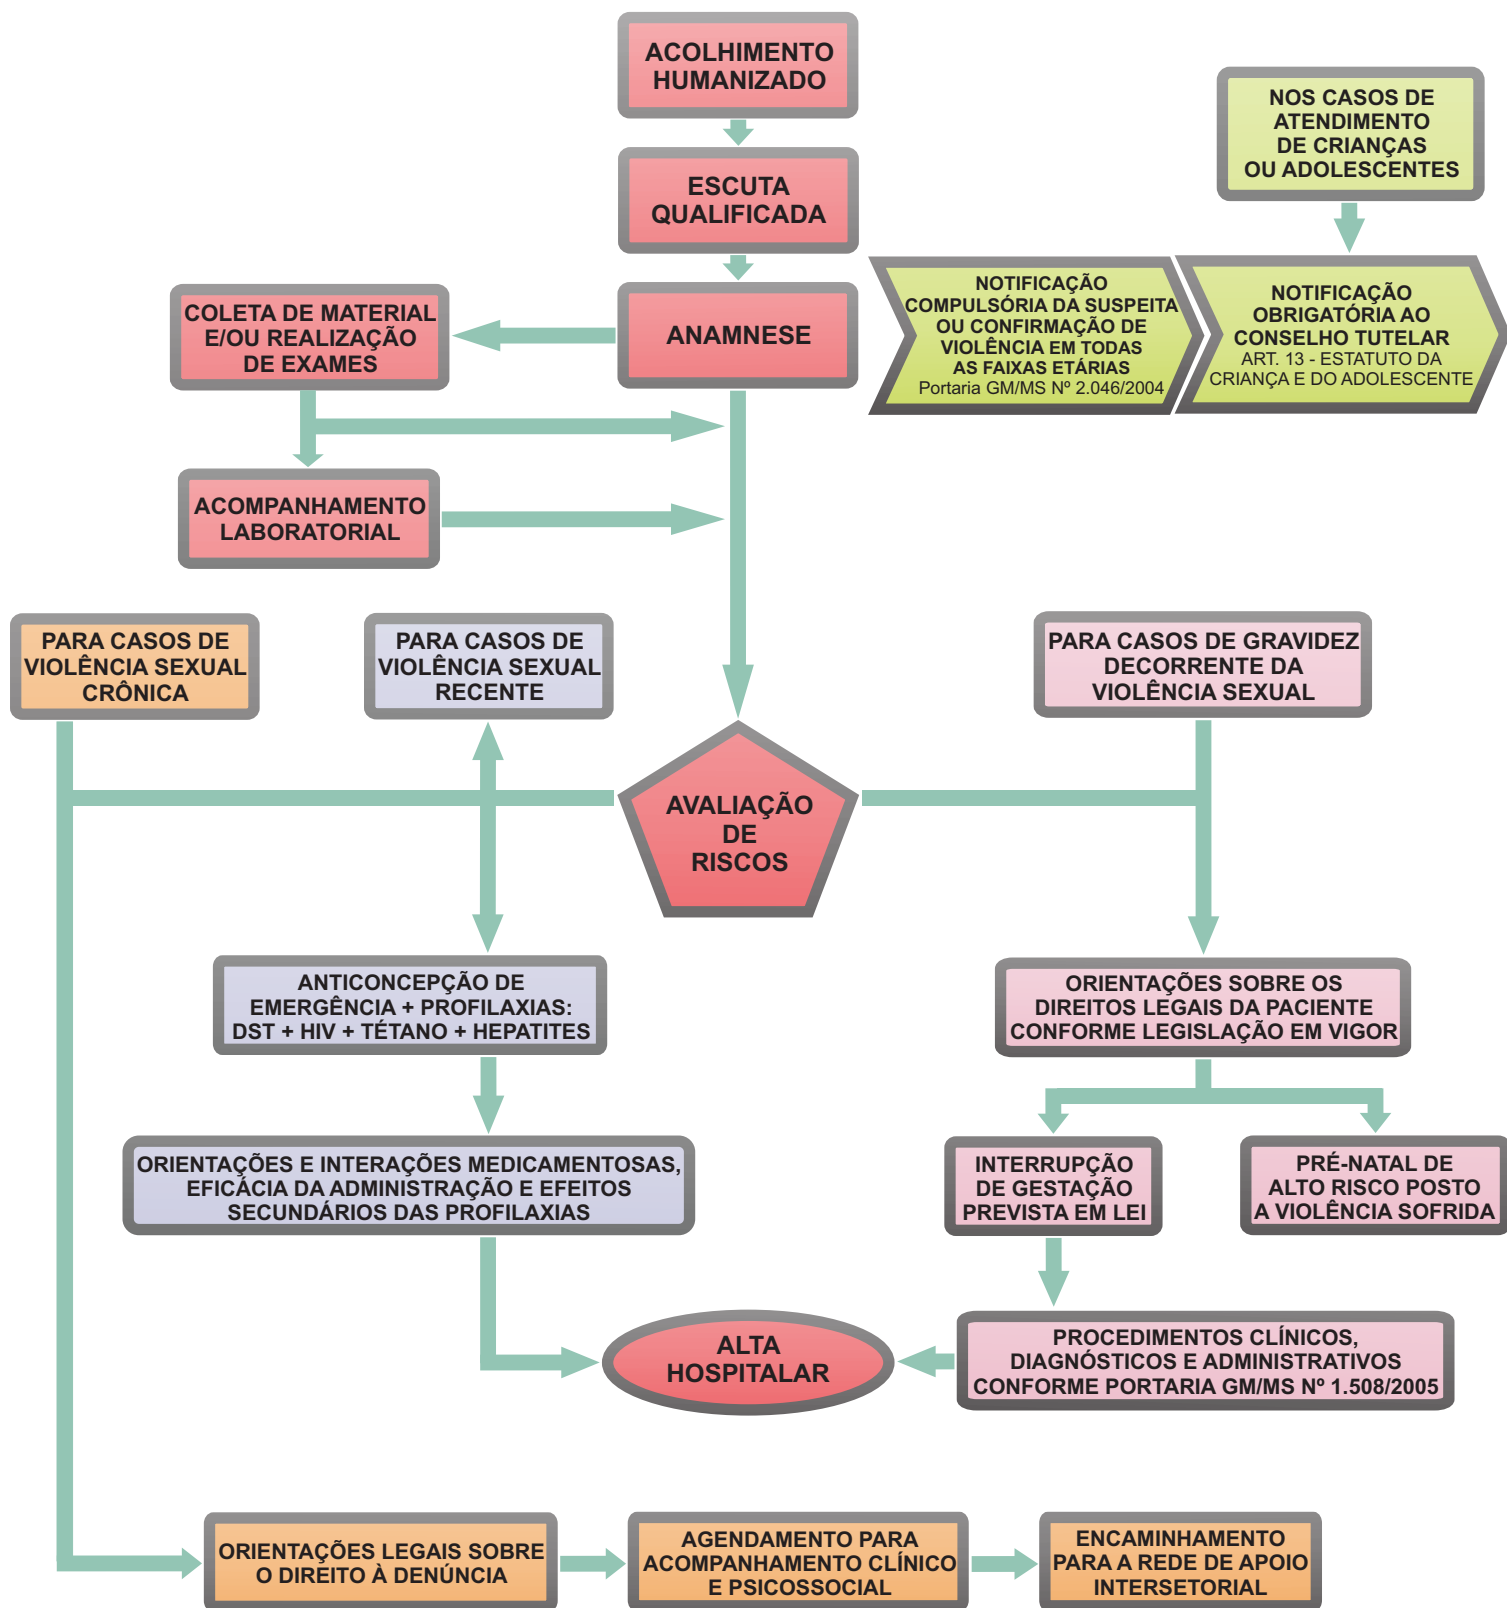 ACOLHIMENTO
HUMANIZADO
NOS CASOS DE
ATENDIMENTO
DE CRIANÇAS
OU ADOLESCENTES
ESCUTA
QUALIFICADA
NOTIFICAÇÃO
COMPULSÓRIA DA SUSPEITA
OU CONFIRMAÇÃO DE
VIOLÊNCIA EM TODAS
AS FAIXAS ETÁRIAS
Portaria GM/MS Nº 2.046/2004
NOTIFICAÇÃO
OBRIGATÓRIA AO
CONSELHO TUTELAR
ART. 13 - ESTATUTO DA
CRIANÇA E DO ADOLESCENTE
COLETA DE MATERIAL
E/OU REALIZAÇÃO
DE EXAMES
ANAMNESE
ACOMPANHAMENTO
LABORATORIAL
PARA CASOS DE
VIOLÊNCIA SEXUAL
CRÔNICA
PARA CASOS DE
VIOLÊNCIA SEXUAL
RECENTE
PARA CASOS DE GRAVIDEZ
DECORRENTE DA
VIOLÊNCIA SEXUAL
AVALIAÇÃO
DE
RISCOS
ANTICONCEPÇÃO DE
EMERGÊNCIA + PROFILAXIAS:
DST + HIV + TÉTANO + HEPATITES
ORIENTAÇÕES SOBRE OS
DIREITOS LEGAIS DA PACIENTE
CONFORME LEGISLAÇÃO EM VIGOR
ORIENTAÇÕES E INTERAÇÕES MEDICAMENTOSAS,
EFICÁCIA DA ADMINISTRAÇÃO E EFEITOS
SECUNDÁRIOS DAS PROFILAXIAS
INTERRUPÇÃO
DE GESTAÇÃO
PREVISTA EM LEI
PRÉ-NATAL DE
ALTO RISCO POSTO
A VIOLÊNCIA SOFRIDA
ALTA
HOSPITALAR
PROCEDIMENTOS CLÍNICOS,
DIAGNÓSTICOS E ADMINISTRATIVOS
CONFORME PORTARIA GM/MS Nº 1.508/2005
ORIENTAÇÕES LEGAIS SOBRE
O DIREITO À DENÚNCIA
AGENDAMENTO PARA
ACOMPANHAMENTO CLÍNICO
E PSICOSSOCIAL
ENCAMINHAMENTO
PARA A REDE DE APOIO
INTERSETORIAL